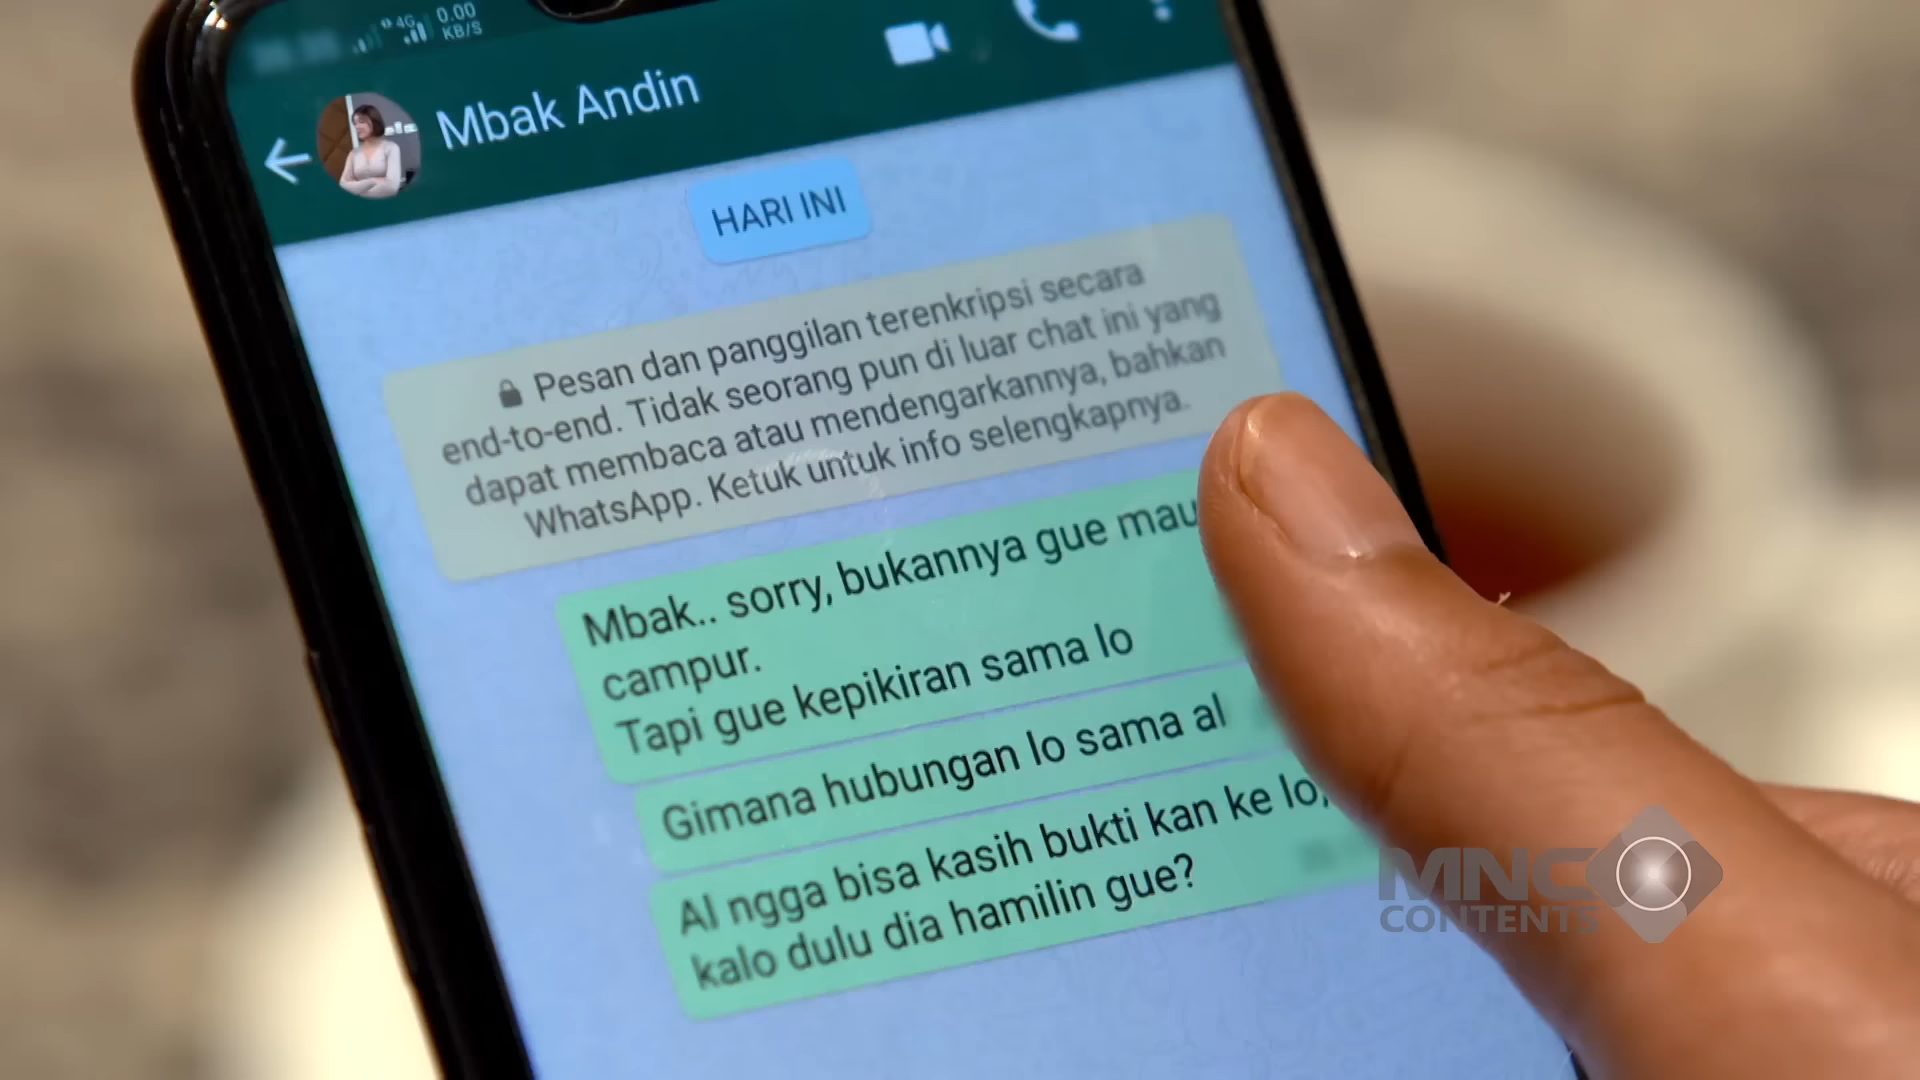 4G 0.00
KB/S
Mbak Andin
HARI INI
Pesan dan panggilan terenkripsi secara
end-to-end. Tidak seorang pun di luar chat ini yang
dapat membaca atau mendengarkannya, bahkan
WhatsApp. Ketuk untuk info selengkapnya.
Mbak.. sorry, bukannya gue mau
campur.
Tapi gue kepikiran sama lo
Gimana hubungan lo sama al
Al ngga bisa kasih bukti kan ke lo,
kalo dulu dia hamilin gue?
MNC
CONTENTS